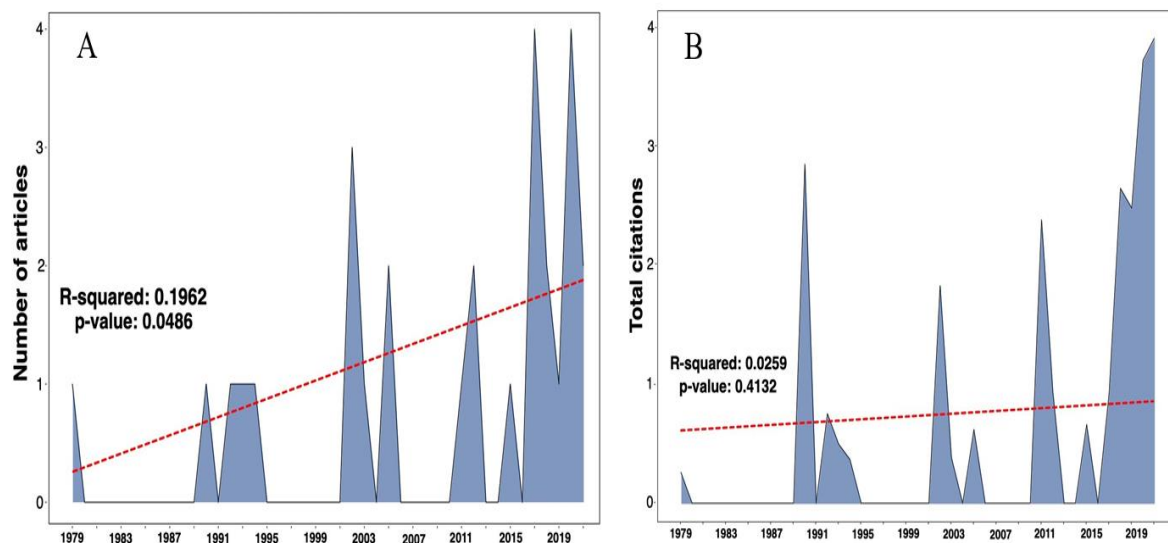 A
Number of articles
4
3
2
1
0
R-squared: 0.1962
p-value: 0.0486
1979 1983 1987 1991 1995 1999 2003 2007 2011 2015 2019
B
Total citations
4
3
2
1
0
R-squared: 0.0259
p-value: 0.4132
1979 1983 1987 1991 1995 1999 2003 2007 2011 2015 2019